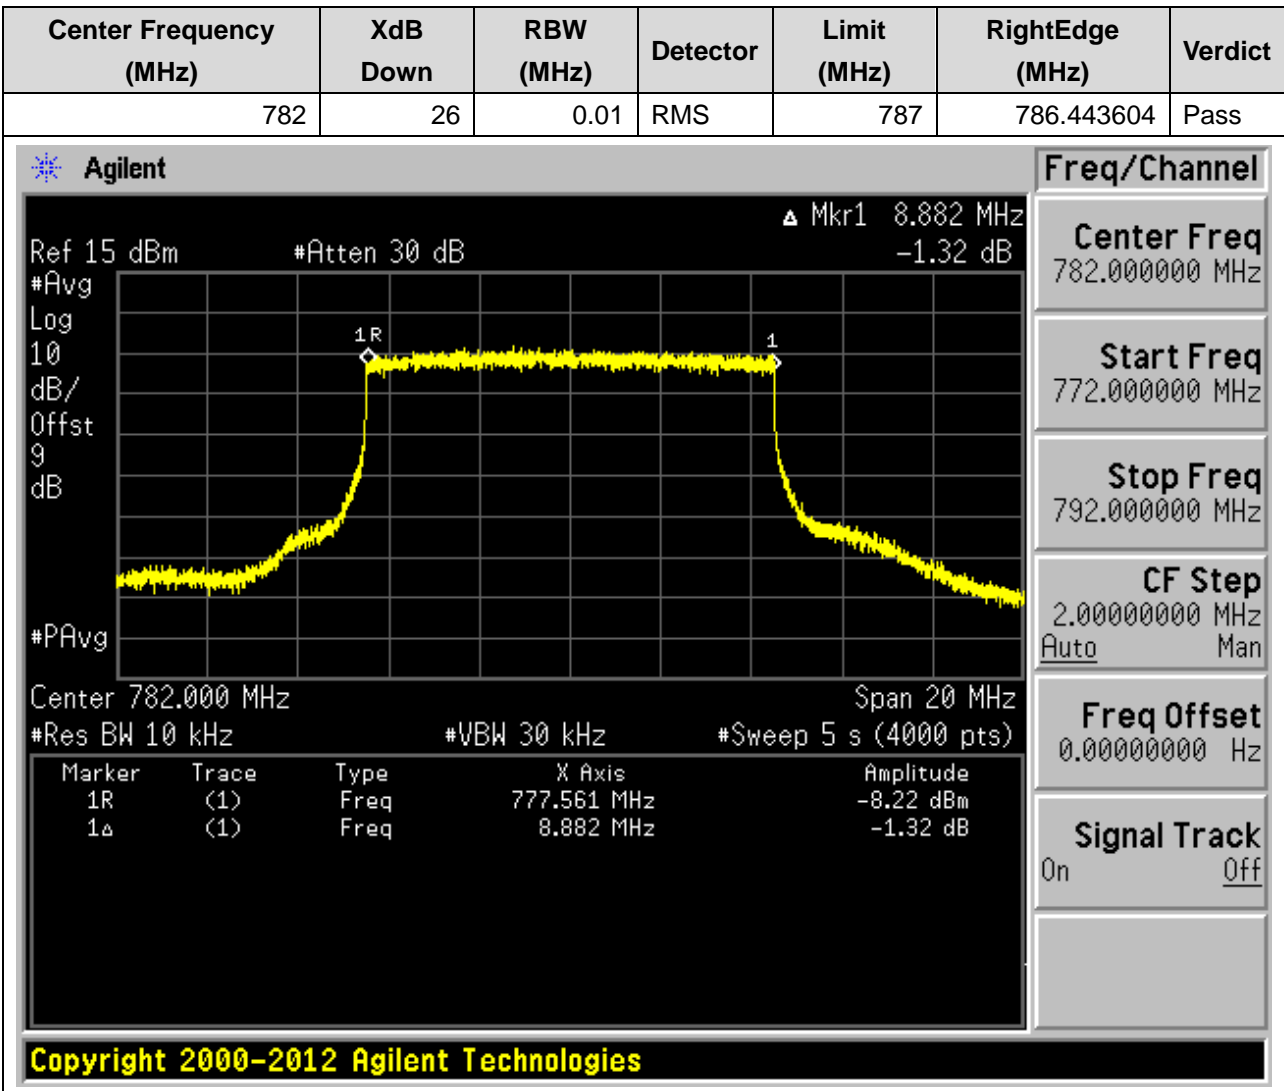 Center Frequency (MHz) XdB Down RBW (MHz) Detector Limit (MHz) RightEdge (MHz) Verdict
782 26 0.01 RMS 787 786.443604 Pass
Agilent
Freq/Channel
▵ Mkr1 8.882 MHz
Ref 15 dBm #Atten 30 dB -1.32 dB
#Avg
Log
10
dB/
Offst
9
dB
1R
1
#PAvg
Center 782.000 MHz Span 20 MHz
#Res BW 10 kHz #VBW 30 kHz #Sweep 5 s (4000 pts)
Marker Trace Type X Axis Amplitude
1R (1) Freq 777.561 MHz -8.22 dBm
1▵ (1) Freq 8.882 MHz -1.32 dB
Center Freq
782.000000 MHz
Start Freq
772.000000 MHz
Stop Freq
792.000000 MHz
CF Step
2.00000000 MHz
Auto Man
Freq Offset
0.00000000 Hz
Signal Track
On Off
Copyright 2000-2012 Agilent Technologies